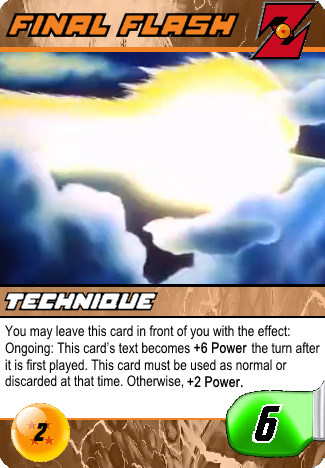 FINAL FLASH
Z
TECHNIQUE
You may leave this card in front of you with the effect:
Ongoing: This card's text becomes +6 Power the turn after
it is first played. This card must be used as normal or
discarded at that time. Otherwise, +2 Power.
2
6